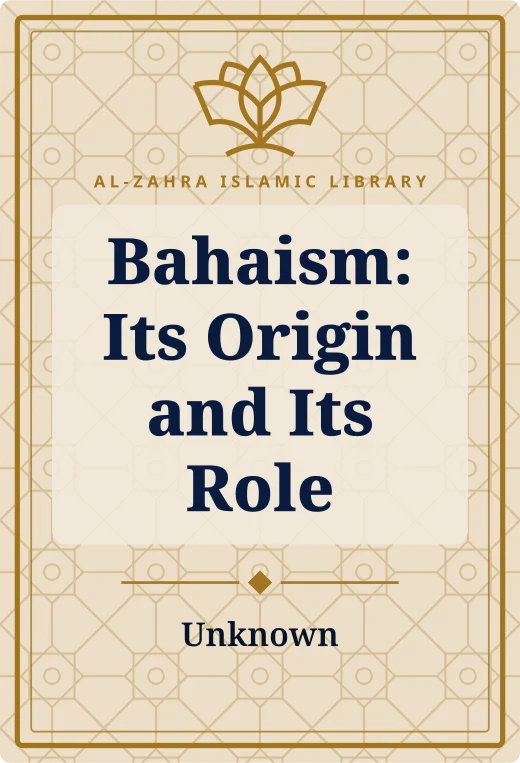 AL-ZAHRA ISLAMIC LIBRARY
Bahaism:
Its Origin
and Its
Role
Unknown